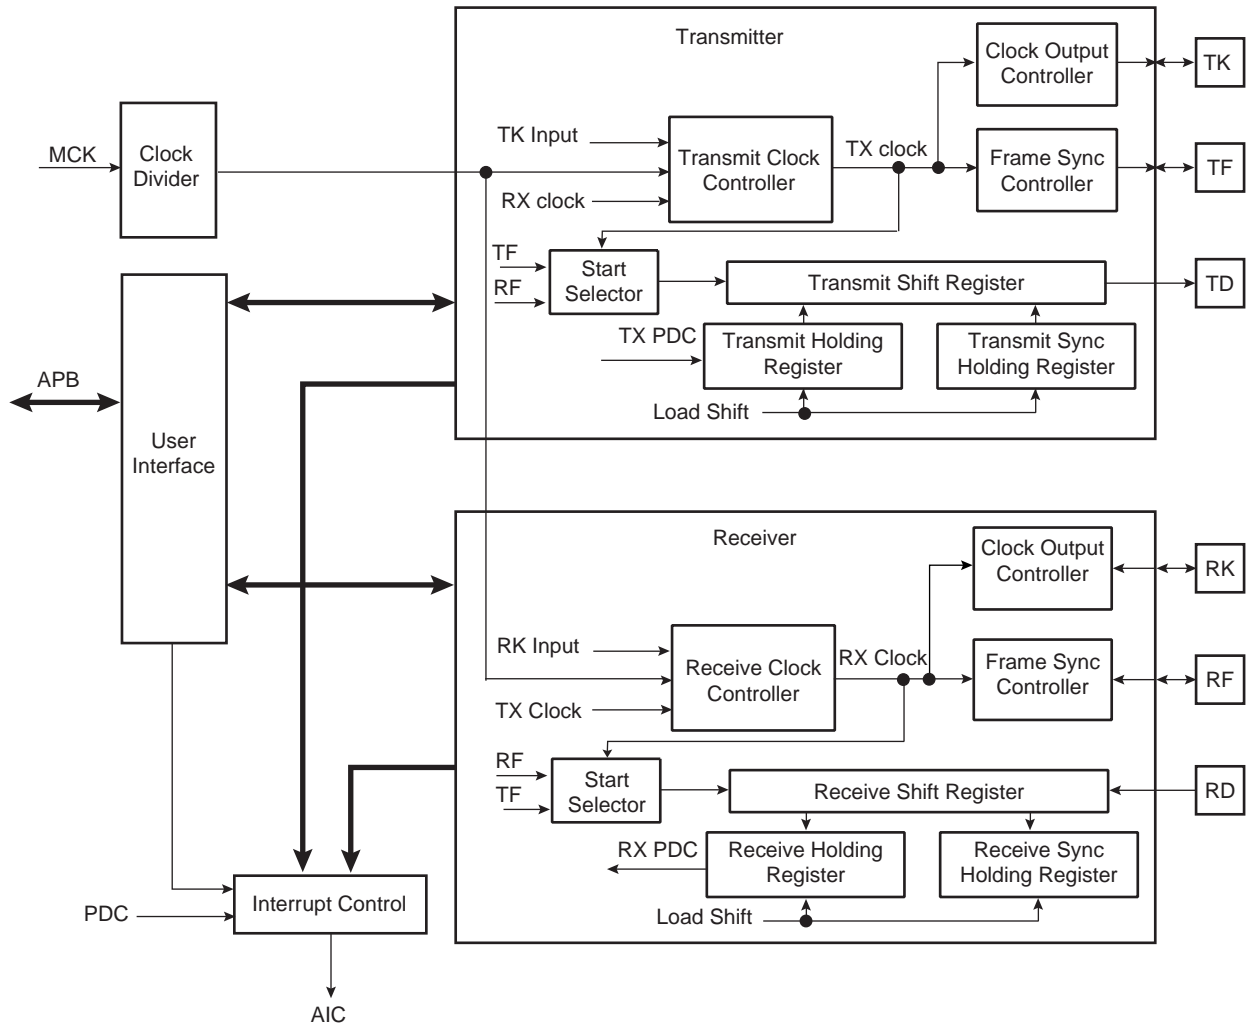 Transmitter
Clock Output
Controller
TK
MCK
Clock
Divider
TK Input
RX clock
Transmit Clock
Controller
TX clock
Frame Sync
Controller
TF
TF
RF
Start
Selector
Transmit Shift Register
TD
TX PDC
Transmit Holding
Register
Transmit Sync
Holding Register
Load Shift
APB
User
Interface
Receiver
Clock Output
Controller
RK
RK Input
TX Clock
Receive Clock
Controller
RX Clock
Frame Sync
Controller
RF
RF
TF
Start
Selector
Receive Shift Register
RD
RX PDC
Receive Holding
Register
Receive Sync
Holding Register
Load Shift
PDC
Interrupt Control
AIC